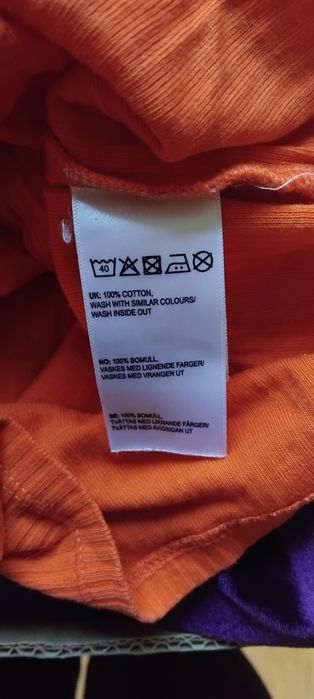 40
UK: 100% COTTON,
WASH WITH SIMILAR COLOURS/
WASH INSIDE OUT
NO: 100% BOMULL,
VASKES MED LIGNENDE FARGER/
VASKES MED VRANGEN UT
SE: 100% BOMULL,
TVÄTTAS MED LIKNANDE FÄRGER/
TVÄTTAS MED AVIGSIDAN UT